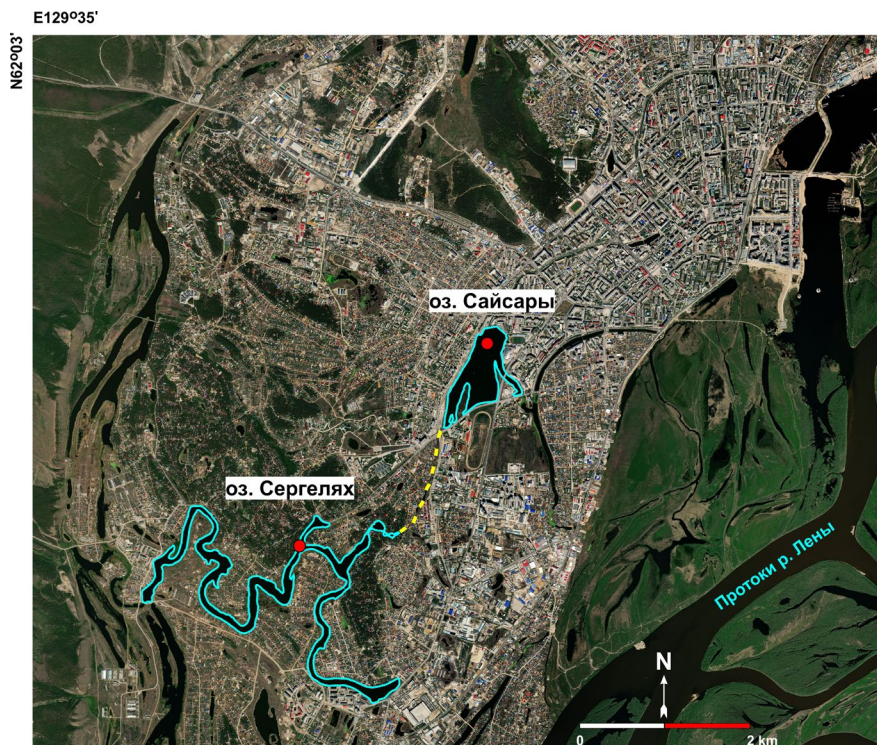 E129º35'
N62º03'
оз. Сайсары
оз. Сергелях
Протоки р. Лены
N
0
2 km